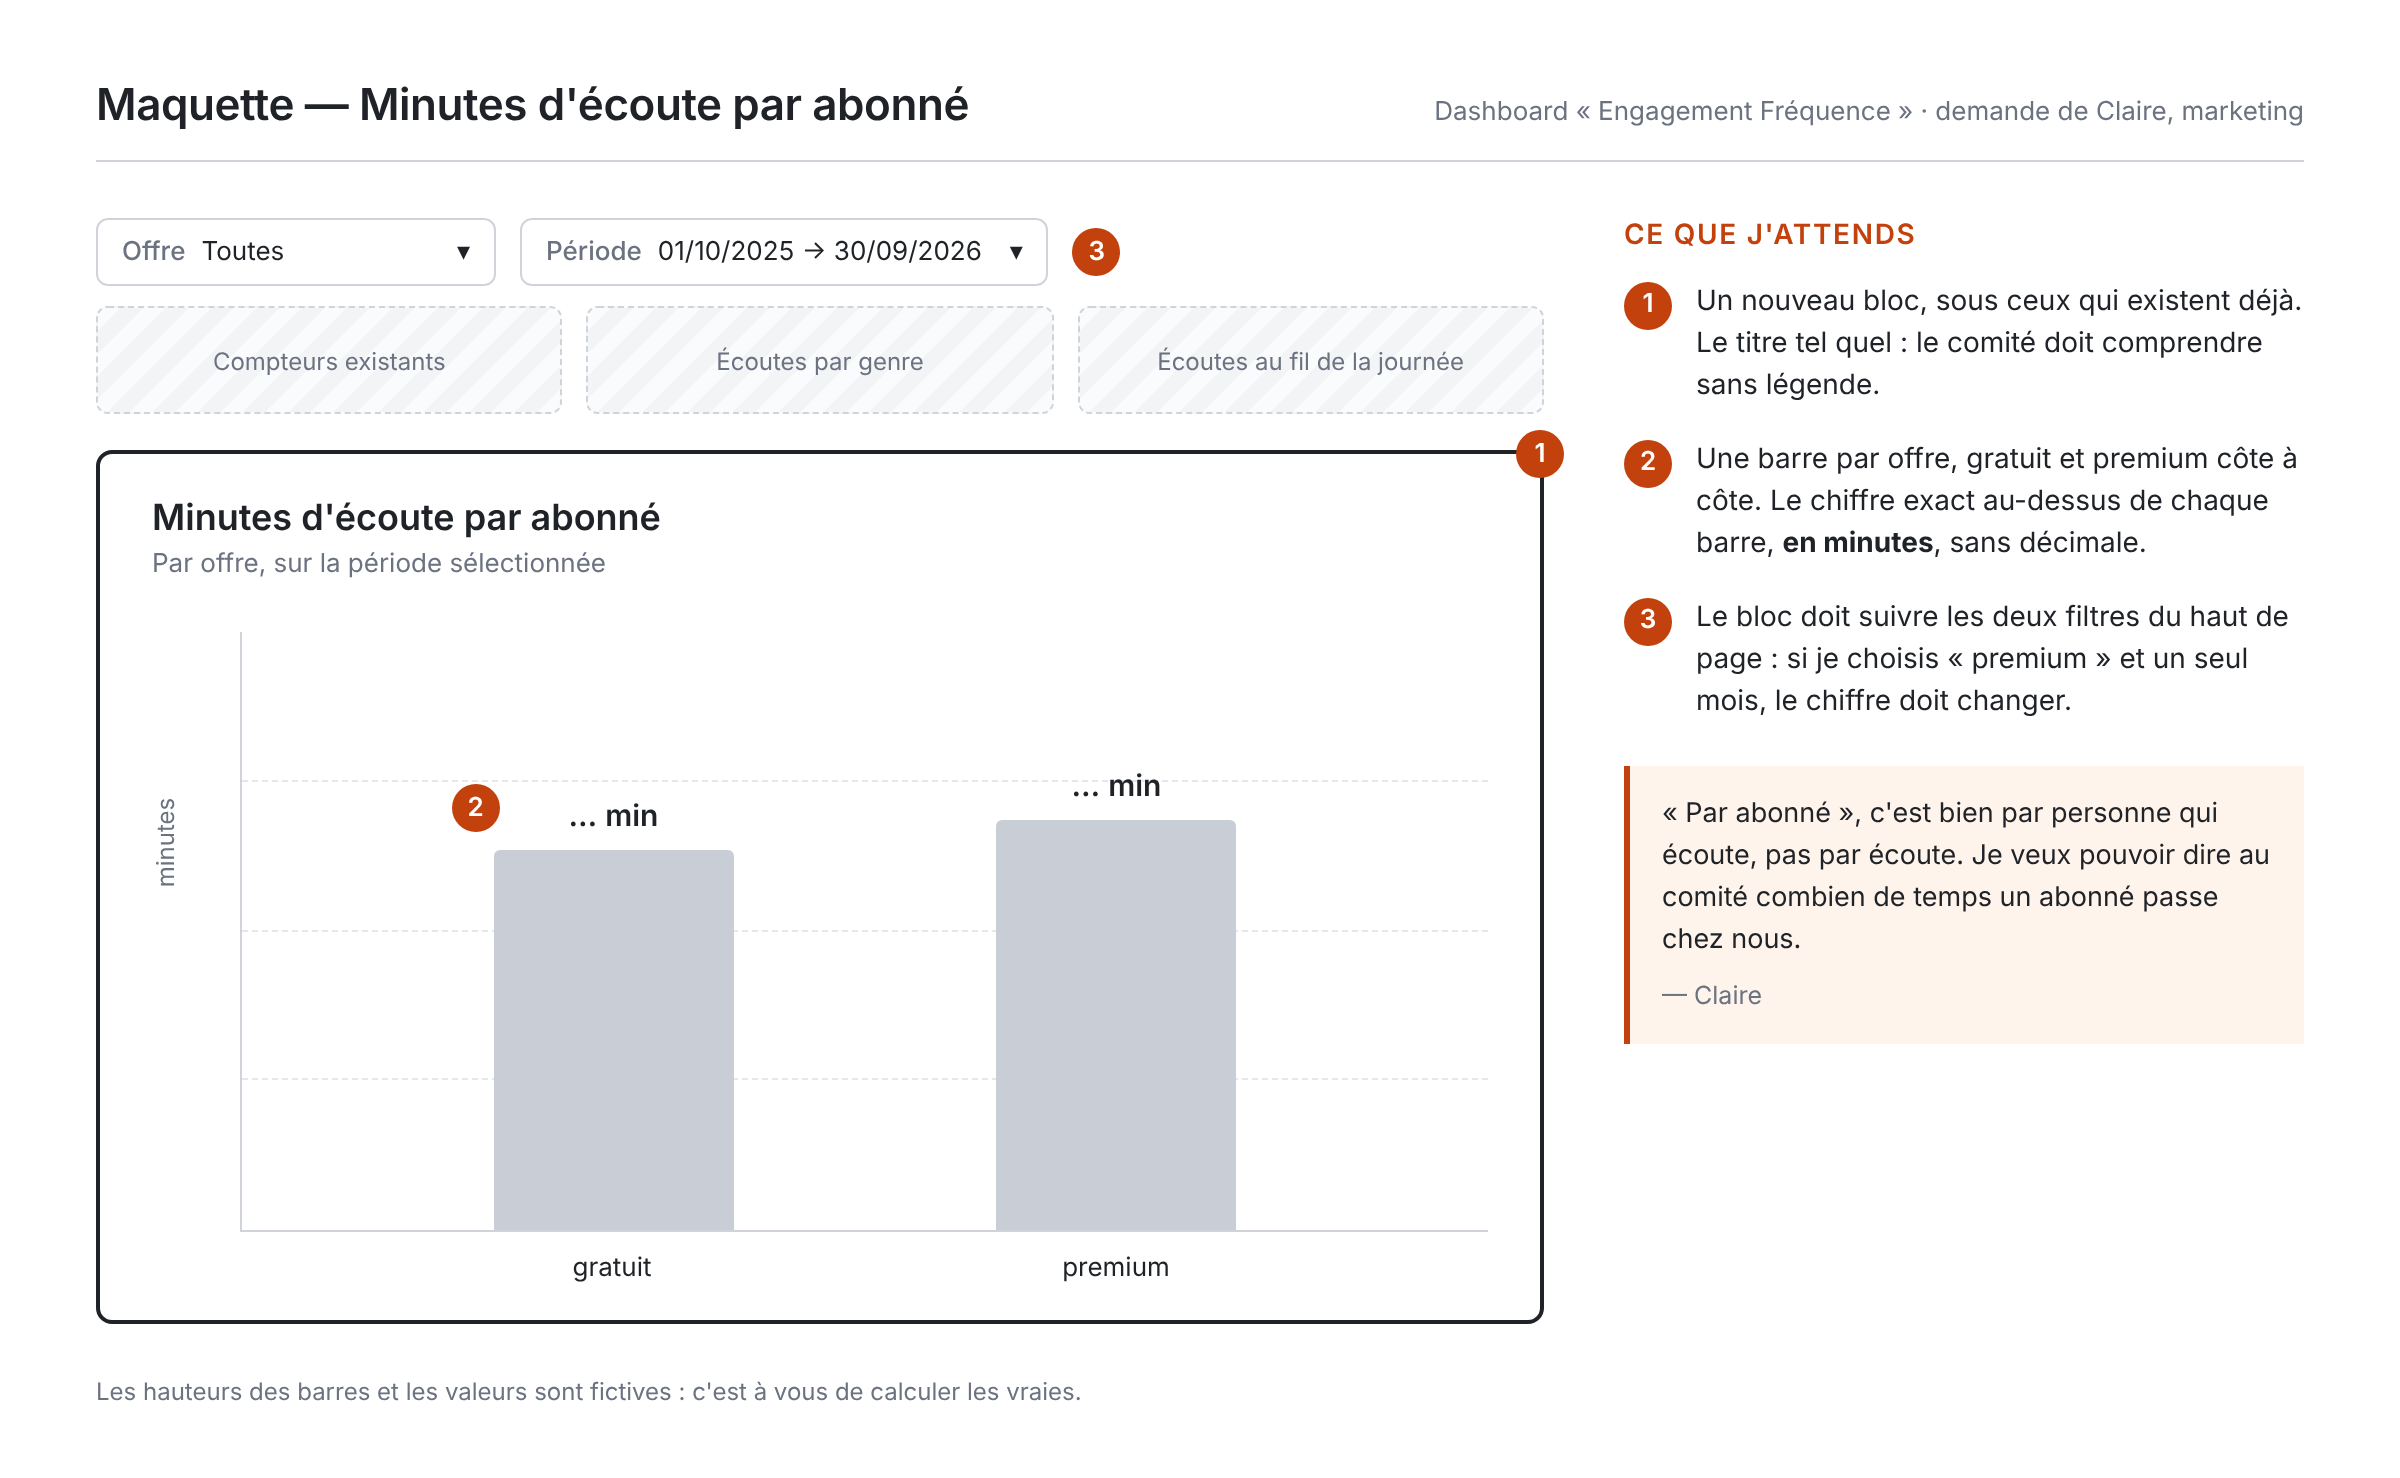 Maquette — Minutes d'écoute par abonné
Dashboard « Engagement Fréquence » · demande de Claire, marketing
Offre Toutes ▼
Période 01/10/2025 → 30/09/2026 ▼
3
Compteurs existants
Écoutes par genre
Écoutes au fil de la journée
1
Minutes d'écoute par abonné
Par offre, sur la période sélectionnée
minutes
2
... min
... min
gratuit
premium
Les hauteurs des barres et les valeurs sont fictives : c'est à vous de calculer les vraies.
CE QUE J'ATTENDS
1
Un nouveau bloc, sous ceux qui existent déjà.
Le titre tel quel : le comité doit comprendre
sans légende.
2
Une barre par offre, gratuit et premium côte à
côte. Le chiffre exact au-dessus de chaque
barre, en minutes, sans décimale.
3
Le bloc doit suivre les deux filtres du haut de
page : si je choisis « premium » et un seul
mois, le chiffre doit changer.
« Par abonné », c'est bien par personne qui
écoute, pas par écoute. Je veux pouvoir dire au
comité combien de temps un abonné passe
chez nous.
— Claire